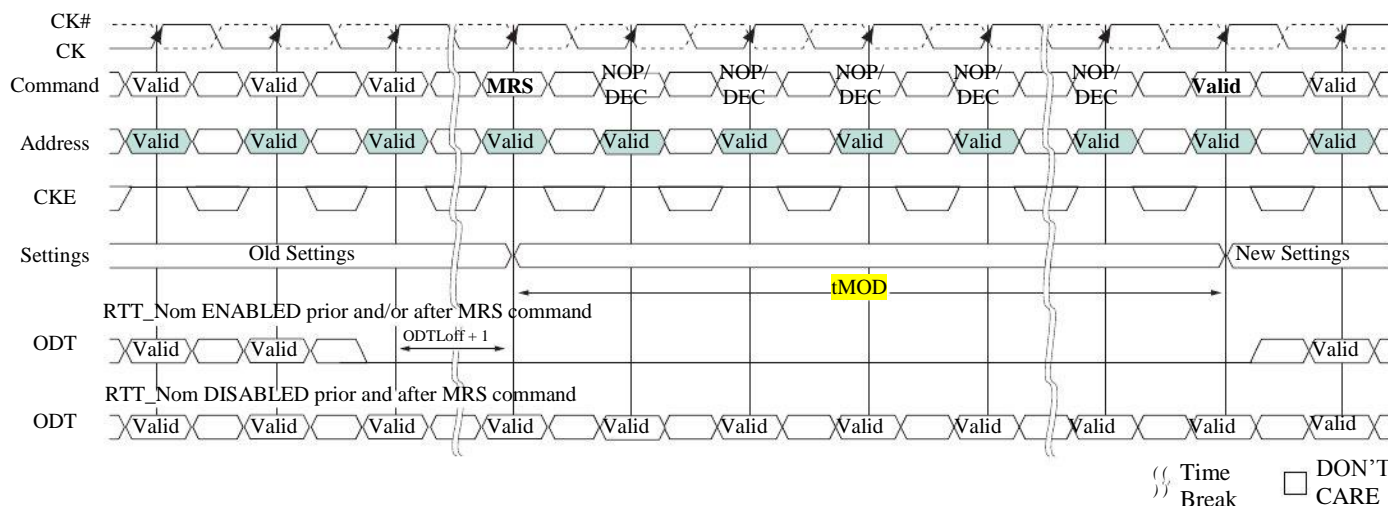 CK#
CK
Command Valid Valid Valid MRS NOP/ DEC NOP/ DEC NOP/ DEC NOP/ DEC NOP/ DEC Valid Valid
Address Valid Valid Valid Valid Valid Valid Valid Valid Valid Valid Valid
CKE
Settings Old Settings New Settings
tMOD
RTT_Nom ENABLED prior and/or after MRS command
ODT Valid Valid ODTLoff + 1 Valid
RTT_Nom DISABLED prior and after MRS command
ODT Valid Valid Valid Valid Valid Valid Valid Valid Valid Valid Valid
Time
Break
DON'T
CARE